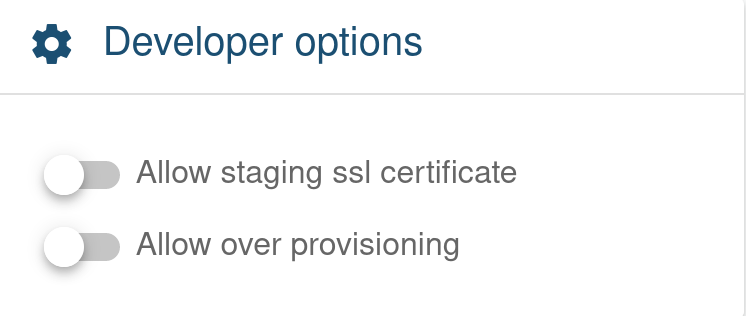 Developer options
Allow staging ssl certificate
Allow over provisioning